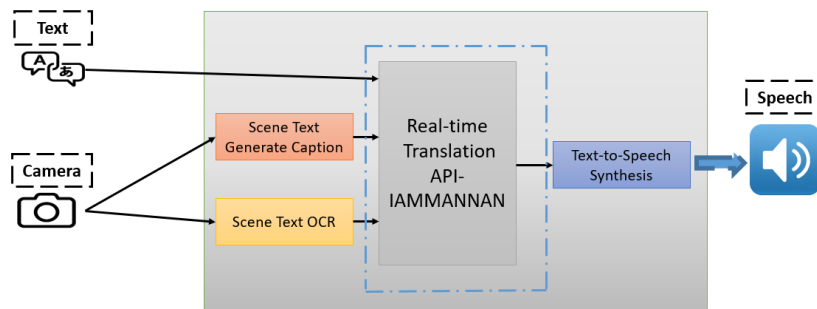 Text
A あ
Camera
Scene Text
Generate Caption
Scene Text OCR
Real-time
Translation
API-
IAMMANNAN
Text-to-Speech
Synthesis
Speech